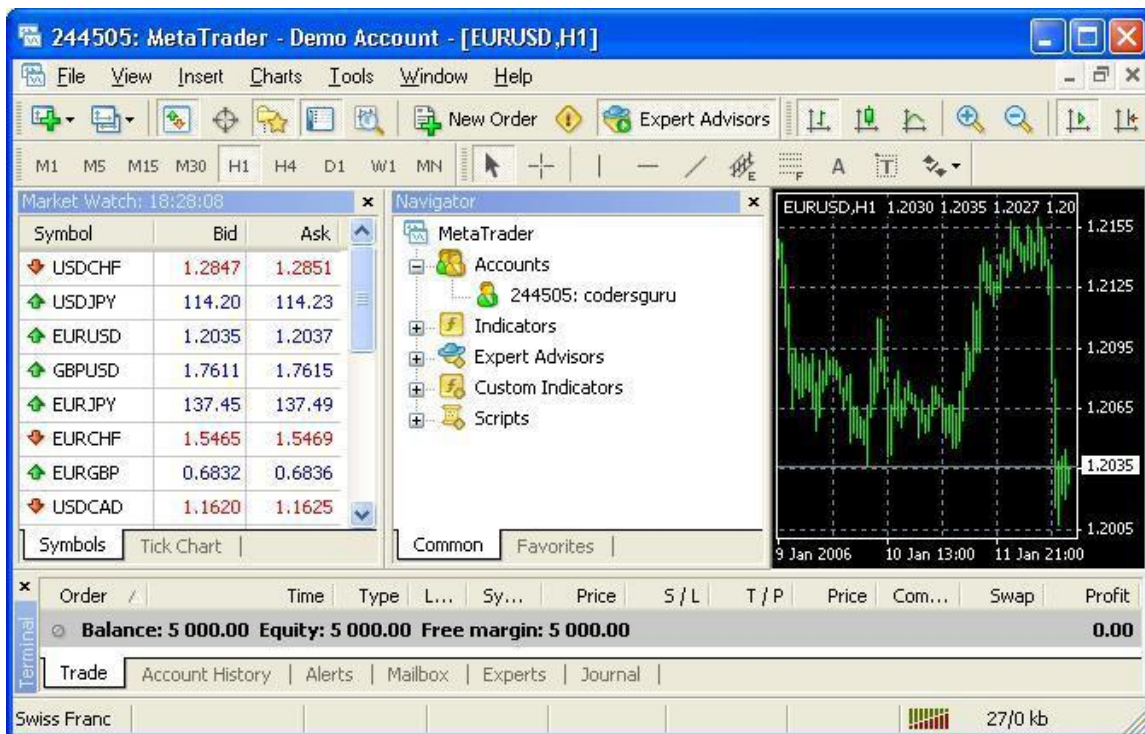 244505: MetaTrader - Demo Account - [EURUSD,H1]
File View Insert Charts Tools Window Help
New Order Expert Advisors
M1 M5 M15 M30 H1 H4 D1 W1 MN E F A T
Market Watch: 18:28:08
Symbol Bid Ask
USDCHF 1.2847 1.2851
USDJPY 114.20 114.23
EURUSD 1.2035 1.2037
GBPUSD 1.7611 1.7615
EURJPY 137.45 137.49
EURCHF 1.5465 1.5469
EURGBP 0.6832 0.6836
USDCAD 1.1620 1.1625
Symbols Tick Chart
Navigator
MetaTrader
Accounts
244505: codersguru
Indicators
Expert Advisors
Custom Indicators
Scripts
Common Favorites
EURUSD,H1 1.2030 1.2035 1.2027 1.20
1.2155
1.2125
1.2095
1.2065
1.2035
1.2005
9 Jan 2006 10 Jan 13:00 11 Jan 21:00
Order / Time Type L... Sy... Price S / L T / P Price Com... Swap Profit
Balance: 5 000.00 Equity: 5 000.00 Free margin: 5 000.00 0.00
Terminal
Trade Account History Alerts Mailbox Experts Journal
Swiss Franc 27/0 kb